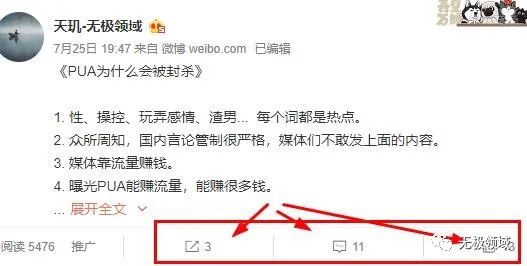 天玑-无极领域
7月25日 19:47 来自 微博 weibo.com 已编辑
《PUA为什么会被封杀》
1. 性、操控、玩弄感情、渣男... 每个词都是热点。
2. 众所周知，国内言论管制很严格，媒体们不敢发上面的内容。
3. 媒体靠流量赚钱。
4. 曝光PUA能赚流量，能赚很多钱。
... 展开全文
阅读 5476 推广 3 11 48
无极领域